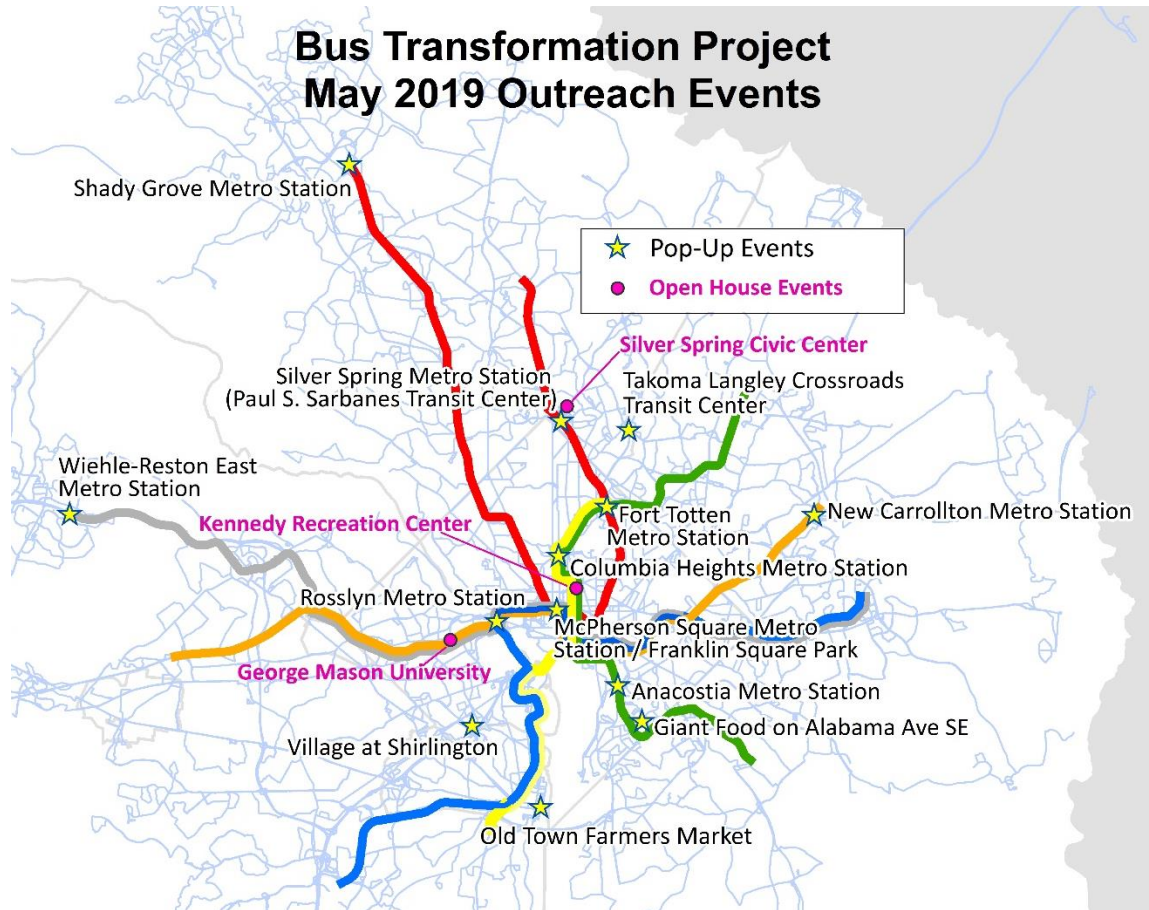 Bus Transformation Project
May 2019 Outreach Events
Shady Grove Metro Station
Pop-Up Events
Open House Events
Silver Spring Civic Center
Silver Spring Metro Station
(Paul S. Sarbanes Transit Center)
Takoma Langley Crossroads
Transit Center
Wiehle-Reston East
Metro Station
Kennedy Recreation Center
Fort Totten
Metro Station
New Carrollton Metro Station
Columbia Heights Metro Station
Rosslyn Metro Station
McPherson Square Metro
Station / Franklin Square Park
George Mason University
Anacostia Metro Station
Giant Food on Alabama Ave SE
Village at Shirlington
Old Town Farmers Market